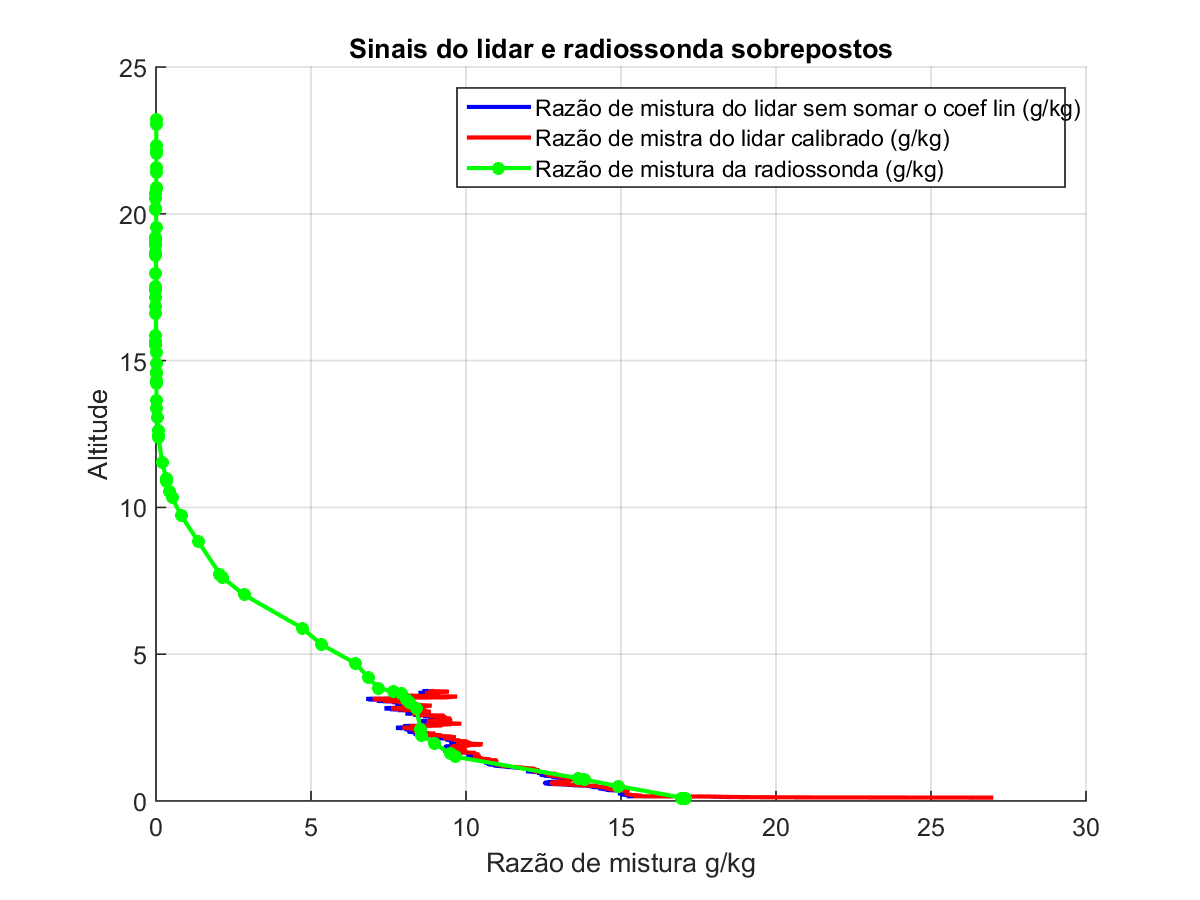 Sinais do lidar e radiossonda sobrepostos
25
Razão de mistura do lidar sem somar o coef lin (g/kg)
Razão de mistra do lidar calibrado (g/kg)
Razão de mistura da radiossonda (g/kg)
20
15
Altitude
10
5
0
0 5 10 15 20 25 30
Razão de mistura g/kg